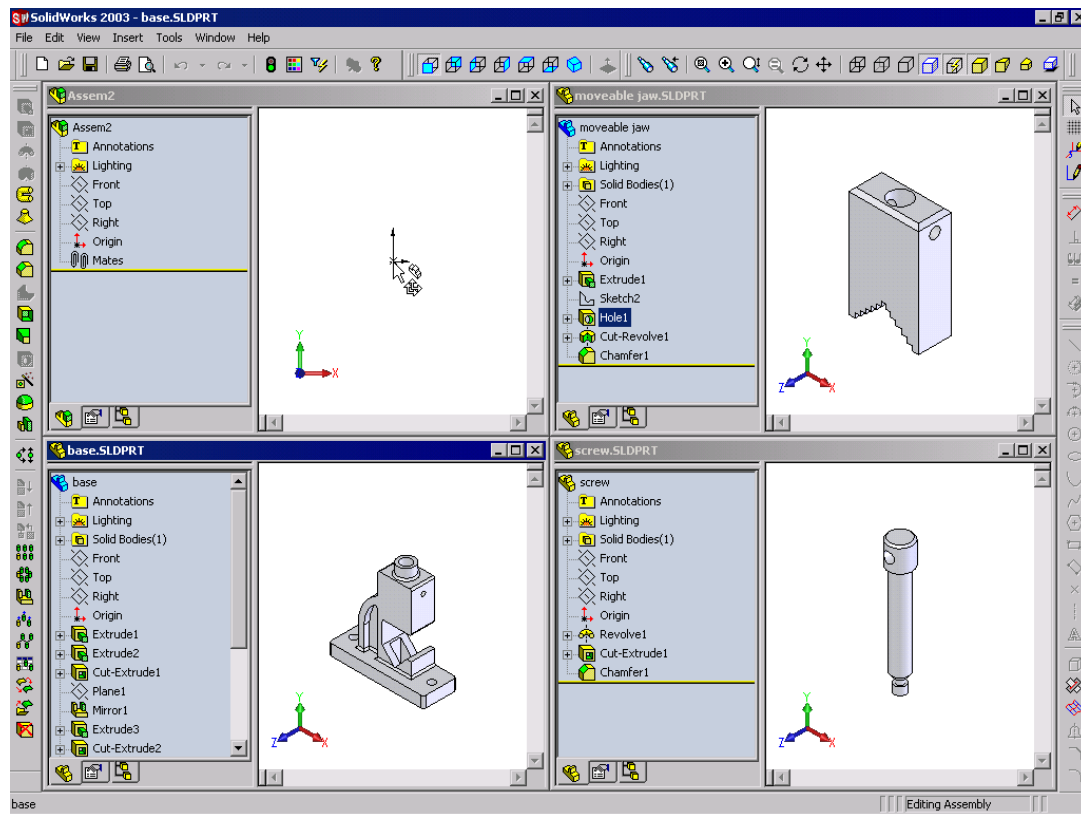 SolidWorks 2003 - base.SLDPRT
File Edit View Insert Tools Window Help
Assem2
Assem2
Annotations
Lighting
Front
Top
Right
Origin
Mates
Y
X
moveable jaw.SLDPRT
moveable jaw
Annotations
Lighting
Solid Bodies(1)
Front
Top
Right
Origin
Extrude1
Sketch2
Hole1
Cut-Revolve1
Chamfer1
Y
Z
X
base.SLDPRT
base
Annotations
Lighting
Solid Bodies(1)
Front
Top
Right
Origin
Extrude1
Extrude2
Cut-Extrude1
Plane1
Mirror1
Extrude3
Cut-Extrude2
Y
Z
X
screw.SLDPRT
screw
Annotations
Lighting
Solid Bodies(1)
Front
Top
Right
Origin
Revolve1
Cut-Extrude1
Chamfer1
Y
Z
X
base
Editing Assembly